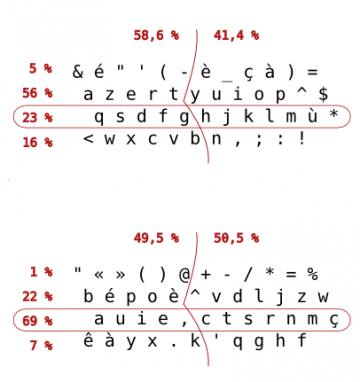 58,6 % 41,4 %
5 % & é " ' ( - è _ ç à ) =
56 % a z e r t y u i o p ^ $
23 % q s d f g h j k l m ù *
16 % < w x c v b n , ; : !
49,5 % 50,5 %
1 % " « » ( ) @ + - / * = %
22 % b é p o è ^ v d l j z w
69 % a u i e , c t s r n m ç
7 % ê à y x . k ' q g h f